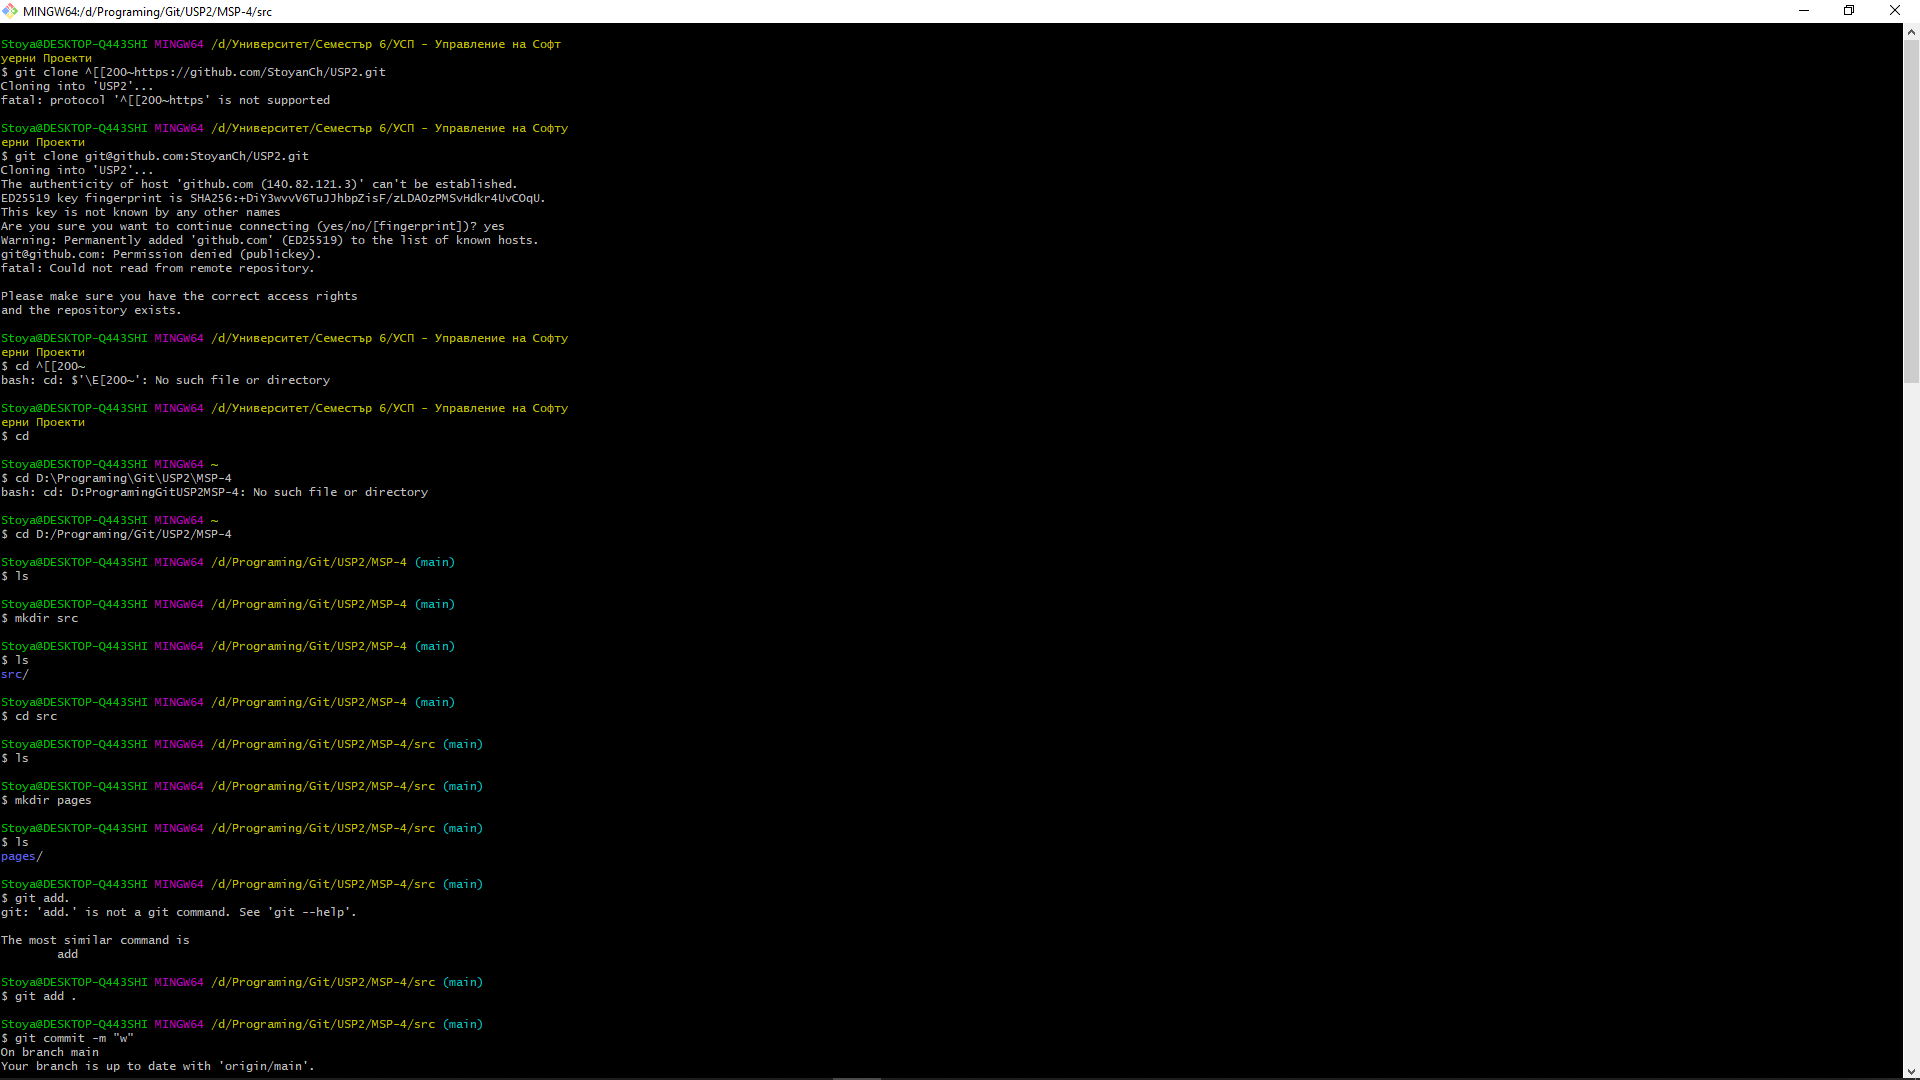 MINGW64:/d/Programing/Git/USP2/MSP-4/src
Stoya@DESKTOP-Q443SHI MINGW64 /d/Университет/Семестър 6/УСП - Управление на Софт
уерни Проекти
$ git clone ^[[200~https://github.com/StoyanCh/USP2.git
Cloning into 'USP2'...
fatal: protocol '^[[200~https' is not supported
Stoya@DESKTOP-Q443SHI MINGW64 /d/Университет/Семестър 6/УСП - Управление на Софту
ерни Проекти
$ git clone git@github.com:StoyanCh/USP2.git
Cloning into 'USP2'...
The authenticity of host 'github.com (140.82.121.3)' can't be established.
ED25519 key fingerprint is SHA256:+DiY3wvvV6TuJJhbpZisF/zLDA0zPMSvHdkr4UvCOqU.
This key is not known by any other names
Are you sure you want to continue connecting (yes/no/[fingerprint])? yes
Warning: Permanently added 'github.com' (ED25519) to the list of known hosts.
git@github.com: Permission denied (publickey).
fatal: Could not read from remote repository.
Please make sure you have the correct access rights
and the repository exists.
Stoya@DESKTOP-Q443SHI MINGW64 /d/Университет/Семестър 6/УСП - Управление на Софту
ерни Проекти
$ cd ^[[200~
bash: cd: $'\E[200~': No such file or directory
Stoya@DESKTOP-Q443SHI MINGW64 /d/Университет/Семестър 6/УСП - Управление на Софту
ерни Проекти
$ cd
Stoya@DESKTOP-Q443SHI MINGW64 ~
$ cd D:\Programing\Git\USP2\MSP-4
bash: cd: D:ProgramingGitUSP2MSP-4: No such file or directory
Stoya@DESKTOP-Q443SHI MINGW64 ~
$ cd D:/Programing/Git/USP2/MSP-4
Stoya@DESKTOP-Q443SHI MINGW64 /d/Programing/Git/USP2/MSP-4 (main)
$ ls
Stoya@DESKTOP-Q443SHI MINGW64 /d/Programing/Git/USP2/MSP-4 (main)
$ mkdir src
Stoya@DESKTOP-Q443SHI MINGW64 /d/Programing/Git/USP2/MSP-4 (main)
$ ls
src/
Stoya@DESKTOP-Q443SHI MINGW64 /d/Programing/Git/USP2/MSP-4 (main)
$ cd src
Stoya@DESKTOP-Q443SHI MINGW64 /d/Programing/Git/USP2/MSP-4/src (main)
$ ls
Stoya@DESKTOP-Q443SHI MINGW64 /d/Programing/Git/USP2/MSP-4/src (main)
$ mkdir pages
Stoya@DESKTOP-Q443SHI MINGW64 /d/Programing/Git/USP2/MSP-4/src (main)
$ ls
pages/
Stoya@DESKTOP-Q443SHI MINGW64 /d/Programing/Git/USP2/MSP-4/src (main)
$ git add.
git: 'add.' is not a git command. See 'git --help'.
The most similar command is
add
Stoya@DESKTOP-Q443SHI MINGW64 /d/Programing/Git/USP2/MSP-4/src (main)
$ git add .
Stoya@DESKTOP-Q443SHI MINGW64 /d/Programing/Git/USP2/MSP-4/src (main)
$ git commit -m "w"
On branch main
Your branch is up to date with 'origin/main'.